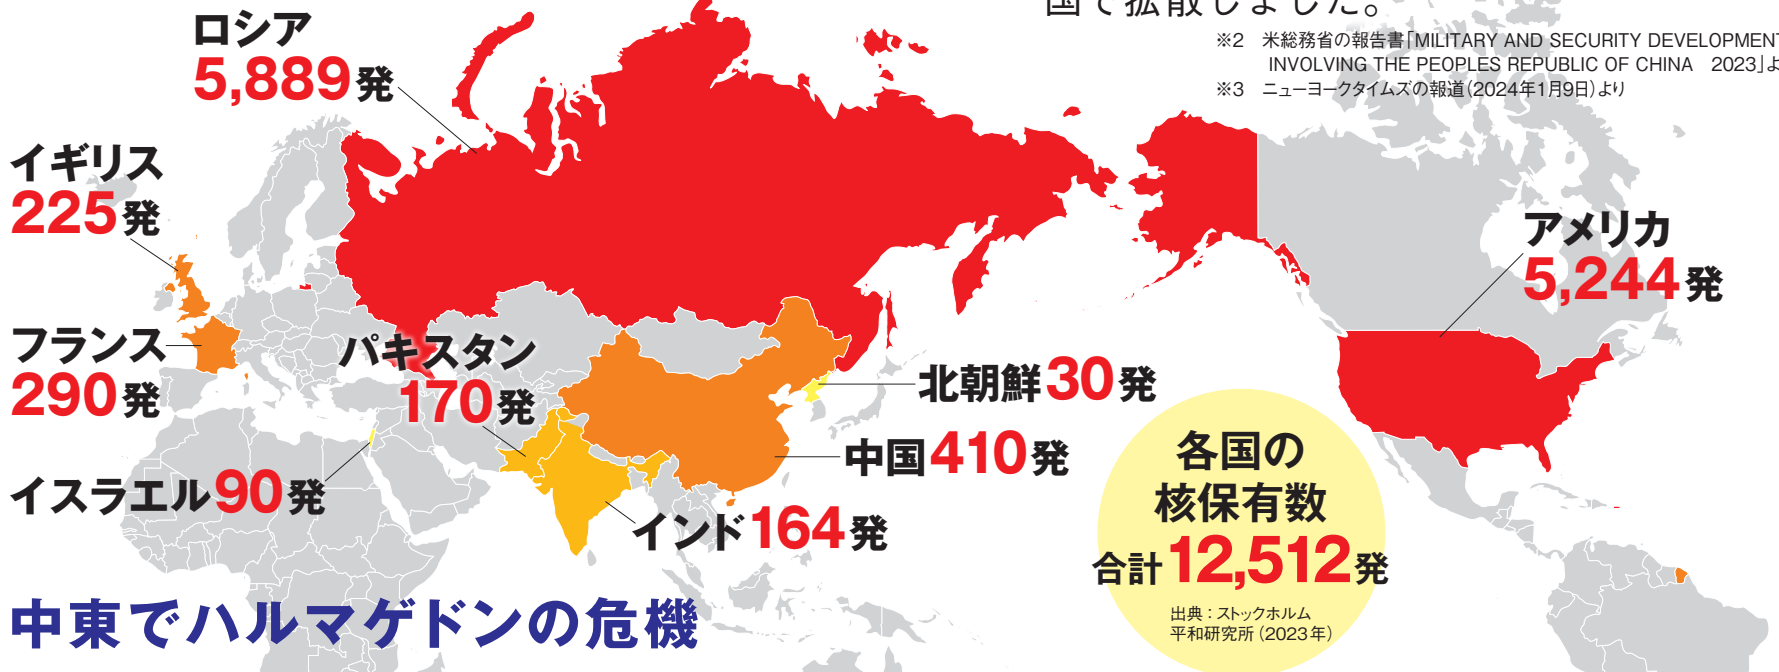 国で拡散しました。
※2 米総務省の報告書「MILITARY AND SECURITY DEVELOPMENT
INVOLVING THE PEOPLES REPUBLIC OF CHINA 2023」よ
※3 ニューヨークタイムズの報道（2024年1月9日）より
ロシア
5,889発
イギリス
225発
フランス
290発
パキスタン
170発
イスラエル90発
インド164発
中国410発
北朝鮮30発
アメリカ
5,244発
各国の
核保有数
合計12,512発
出典：ストックホルム
平和研究所（2023年）
中東でハルマゲドンの危機